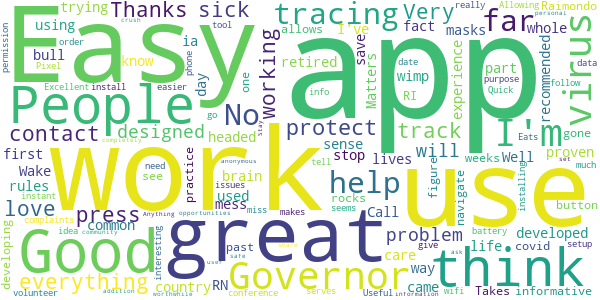 Easy
app
work
use
great
Good
think
People
Governor
help
far
virus
I'm
No
tracing
Thanks
sick
Very
contact
press
love
everything
protect
track
working
designed
problem
trying
using
bull
ia
know
day
allows
I've
save
fact
masks
Whole
Raimondo
really
Allowing
personal
crush
tool
order
Pixel
permission
Excellent
install
easier
phone
one
retired
Matters
wimp
RI
experience
part
recommended
date
purpose
Quick
data
follow
info
go
headed
sense
will
gone
proven
first
Wake
rules
instant
practice
need
see
brain
used
issues
mess
miss
stop
lives
rocks
seems
Call
tell
stay
anonymous
completely
weeks
Well
Eats
set
much
figure
navigate
installing
button
developing
complaints
common
idea
community
volunteer
addition
interesting
Anything
opportunities
makes
country
worthwhile
past
RN
user
safe
share
conference
serves
care
way
came
give
Useful
information
wifi
battery
life
ask
Takes
developed
covid
setup
informative